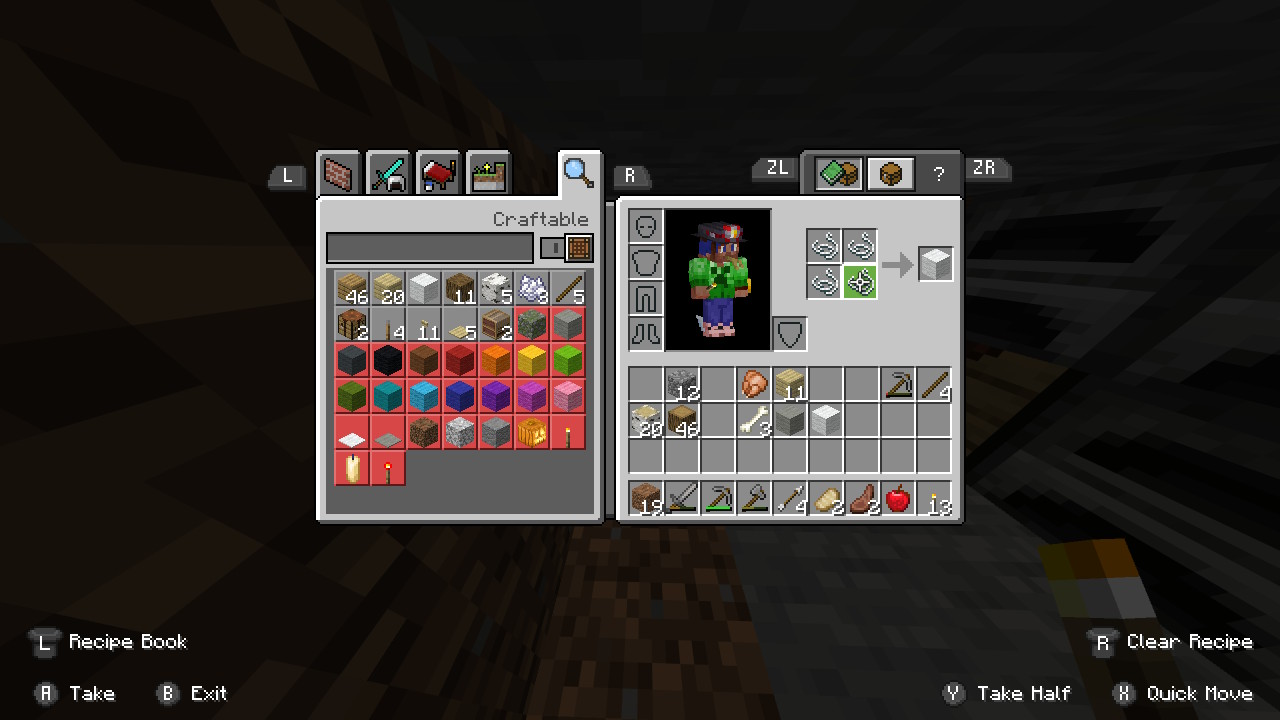 L
R
ZL
?
ZR
Craftable
46 20 11 5 3 5
2 4 11 5 2
12 11 4
20 46 3
19 4 2 2 13
L Recipe Book
R Clear Recipe
A Take
B Exit
Y Take Half
X Quick Move